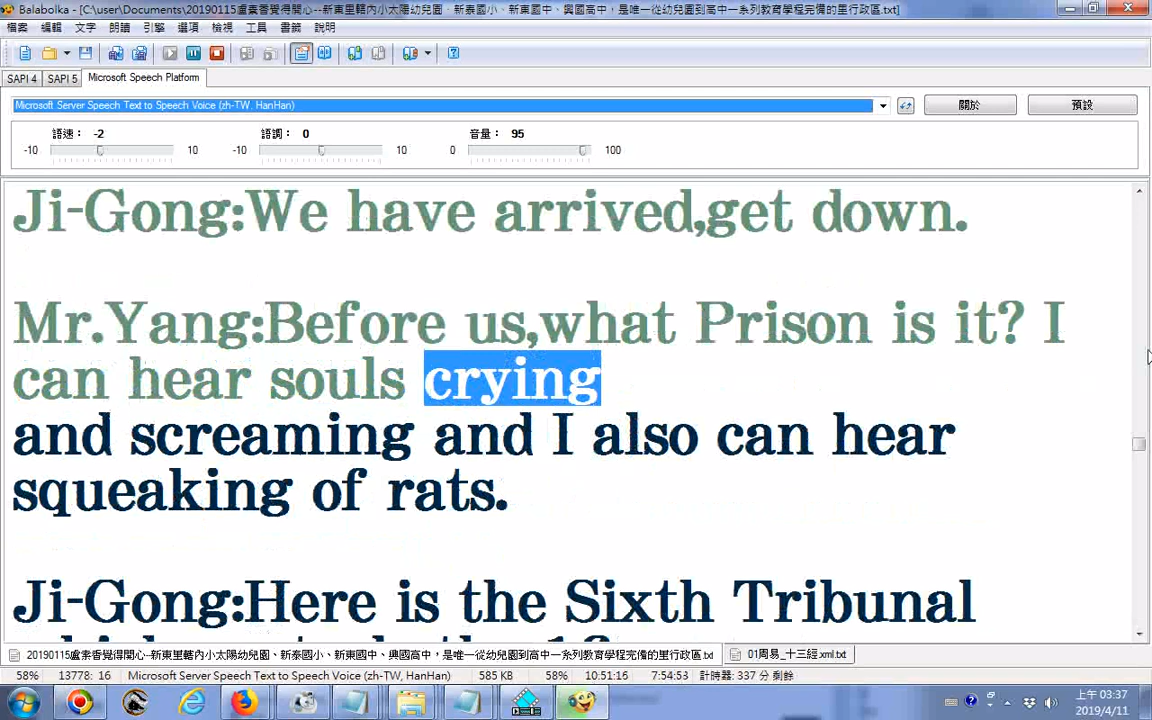 Balabolka - [C:\user\Documents\20190115盧素香覺得開心--新東里轄內小太陽幼兒園、新泰國小、新東國中、興國高中，是唯一從幼兒園到高中一系列教育學程完備的里行政區.txt]
檔案 編輯 文字 朗讀 引擎 選項 檢視 工具 書籤 說明
SAPI 4 SAPI 5 Microsoft Speech Platform
Microsoft Server Speech Text to Speech Voice (zh-TW, HanHan) 關於 預設
語速： -2 語調： 0 音量： 95
-10 10 -10 10 0 100
Ji-Gong:We have arrived,get down.
Mr.Yang:Before us,what Prison is it? I
can hear souls crying
and screaming and I also can hear
squeaking of rats.
Ji-Gong:Here is the Sixth Tribunal
20190115盧素香覺得開心--新東里轄內小太陽幼兒園、新泰國小、新東國中、興國高中，是唯一從幼兒園到高中一系列教育學程完備的里行政區.txt 01周易_十三經.xml.txt
58% 13778: 16 Microsoft Server Speech Text to Speech Voice (zh-TW, HanHan) 585 KB 58% 10:51:16 7:54:53 計時器: 337 分 剩餘
上午 03:37
2019/4/11